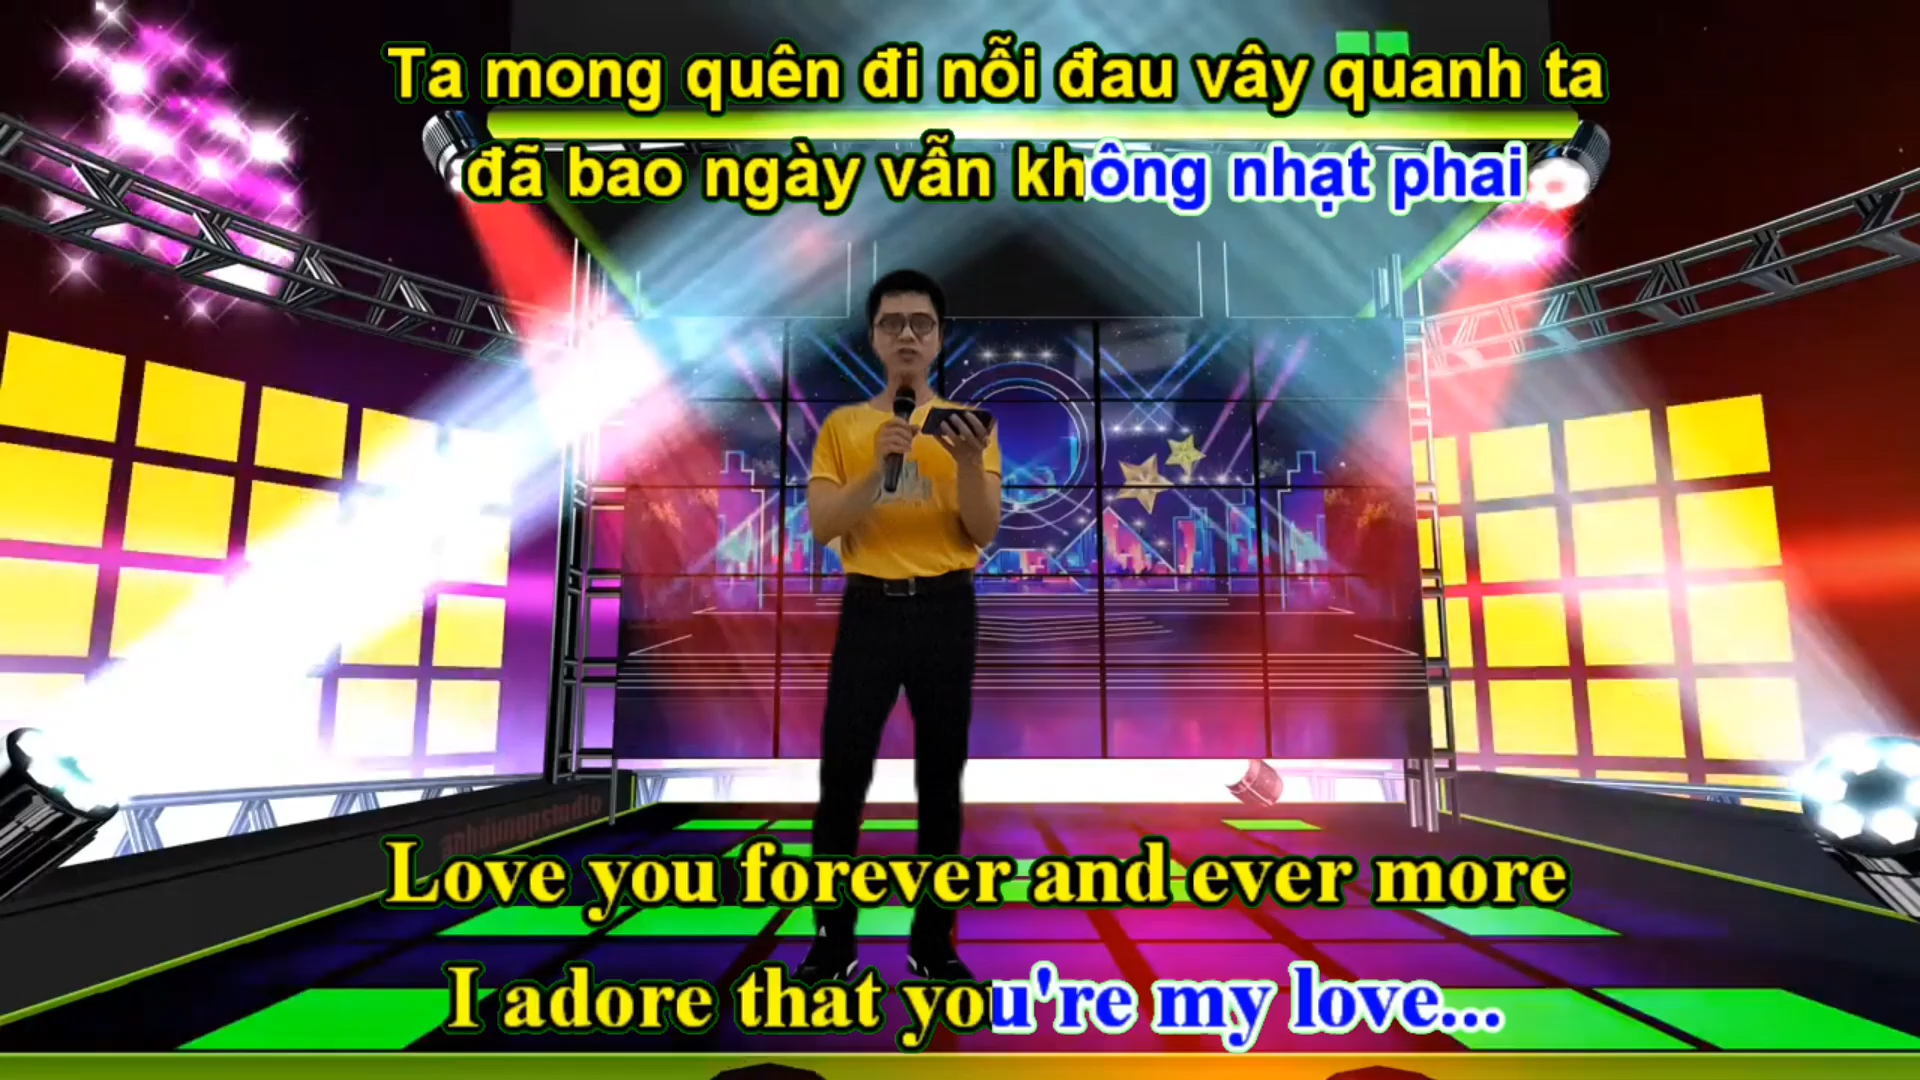 Ta mong quên đi nỗi đau vây quanh ta
đã bao ngày vẫn không nhạt phai
anhduongstudio
Love you forever and ever more
I adore that you're my love...